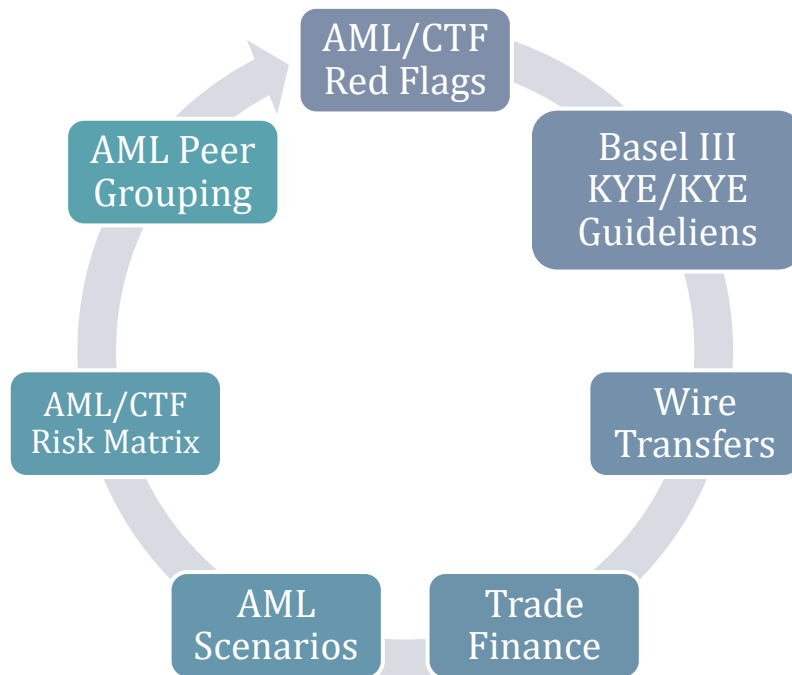 AML/CTF
Red Flags
Basel III
KYE/KYE
Guideliens
Wire
Transfers
Trade
Finance
AML
Scenarios
AML/CTF
Risk Matrix
AML Peer
Grouping